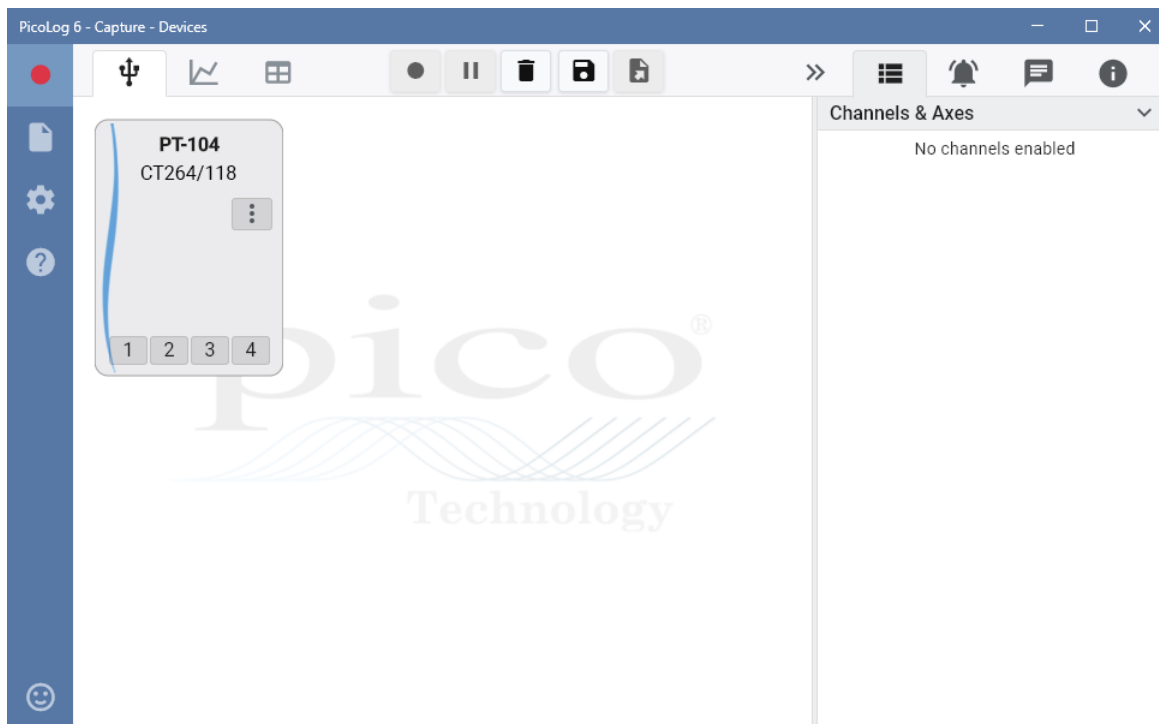 PicoLog 6 - Capture - Devices
Channels & Axes
No channels enabled
PT-104
CT264/118
1 2 3 4
pico®
Technology